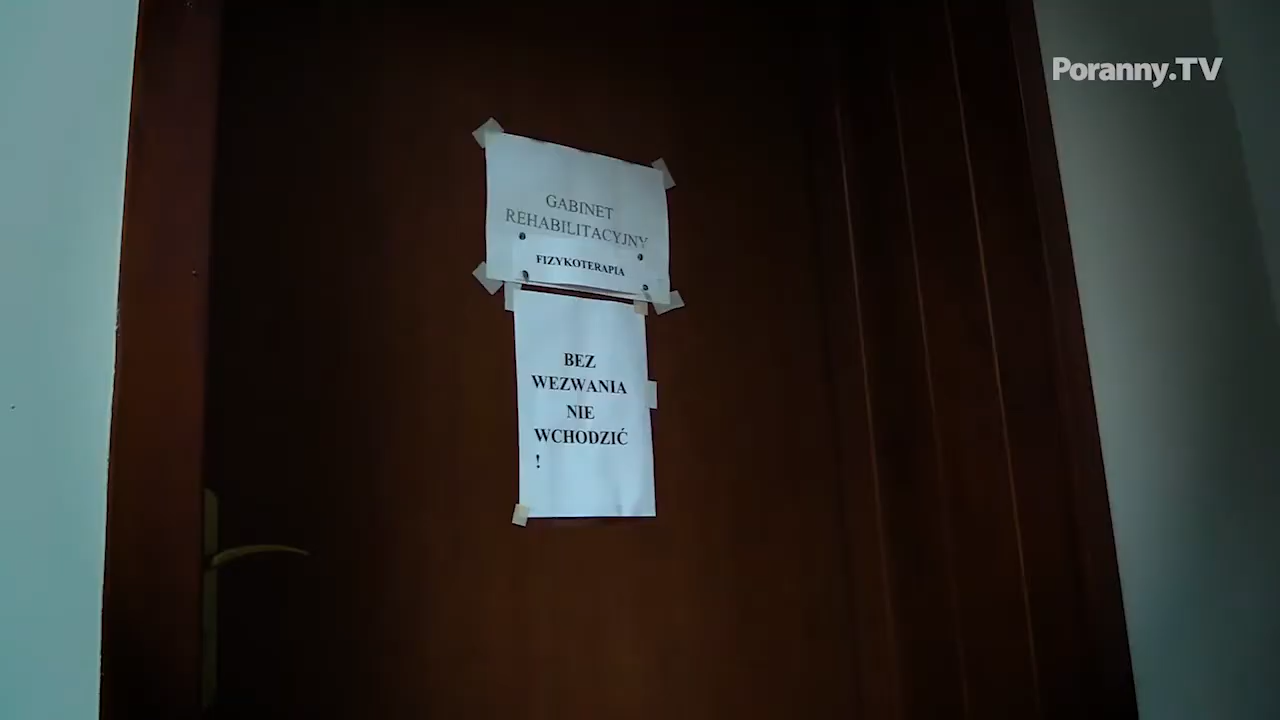 Poranny.TV
GABINET
REHABILITACYJNY
FIZYKOTERAPIA
BEZ
WEZWANIA
NIE
WCHODZIĆ
!